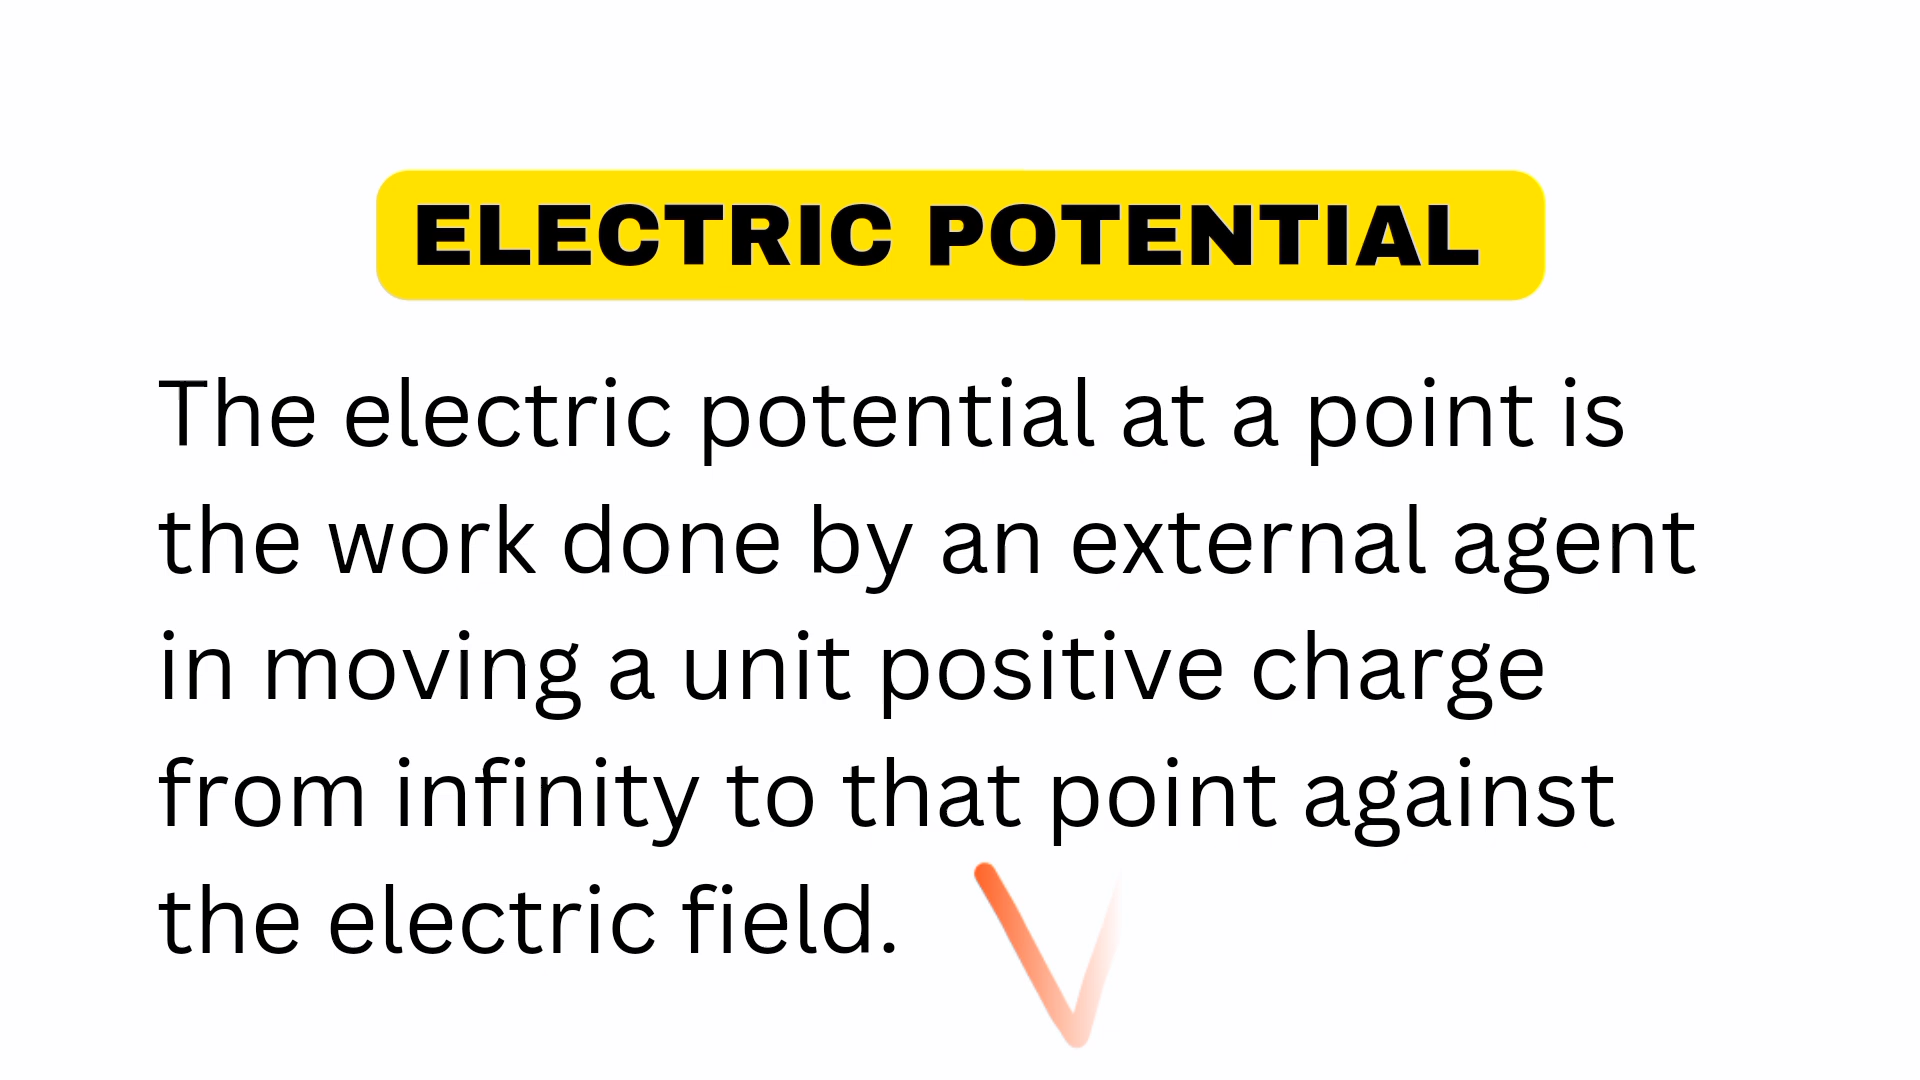 ELECTRIC POTENTIAL
The electric potential at a point is
the work done by an external agent
in moving a unit positive charge
from infinity to that point against
the electric field.
V